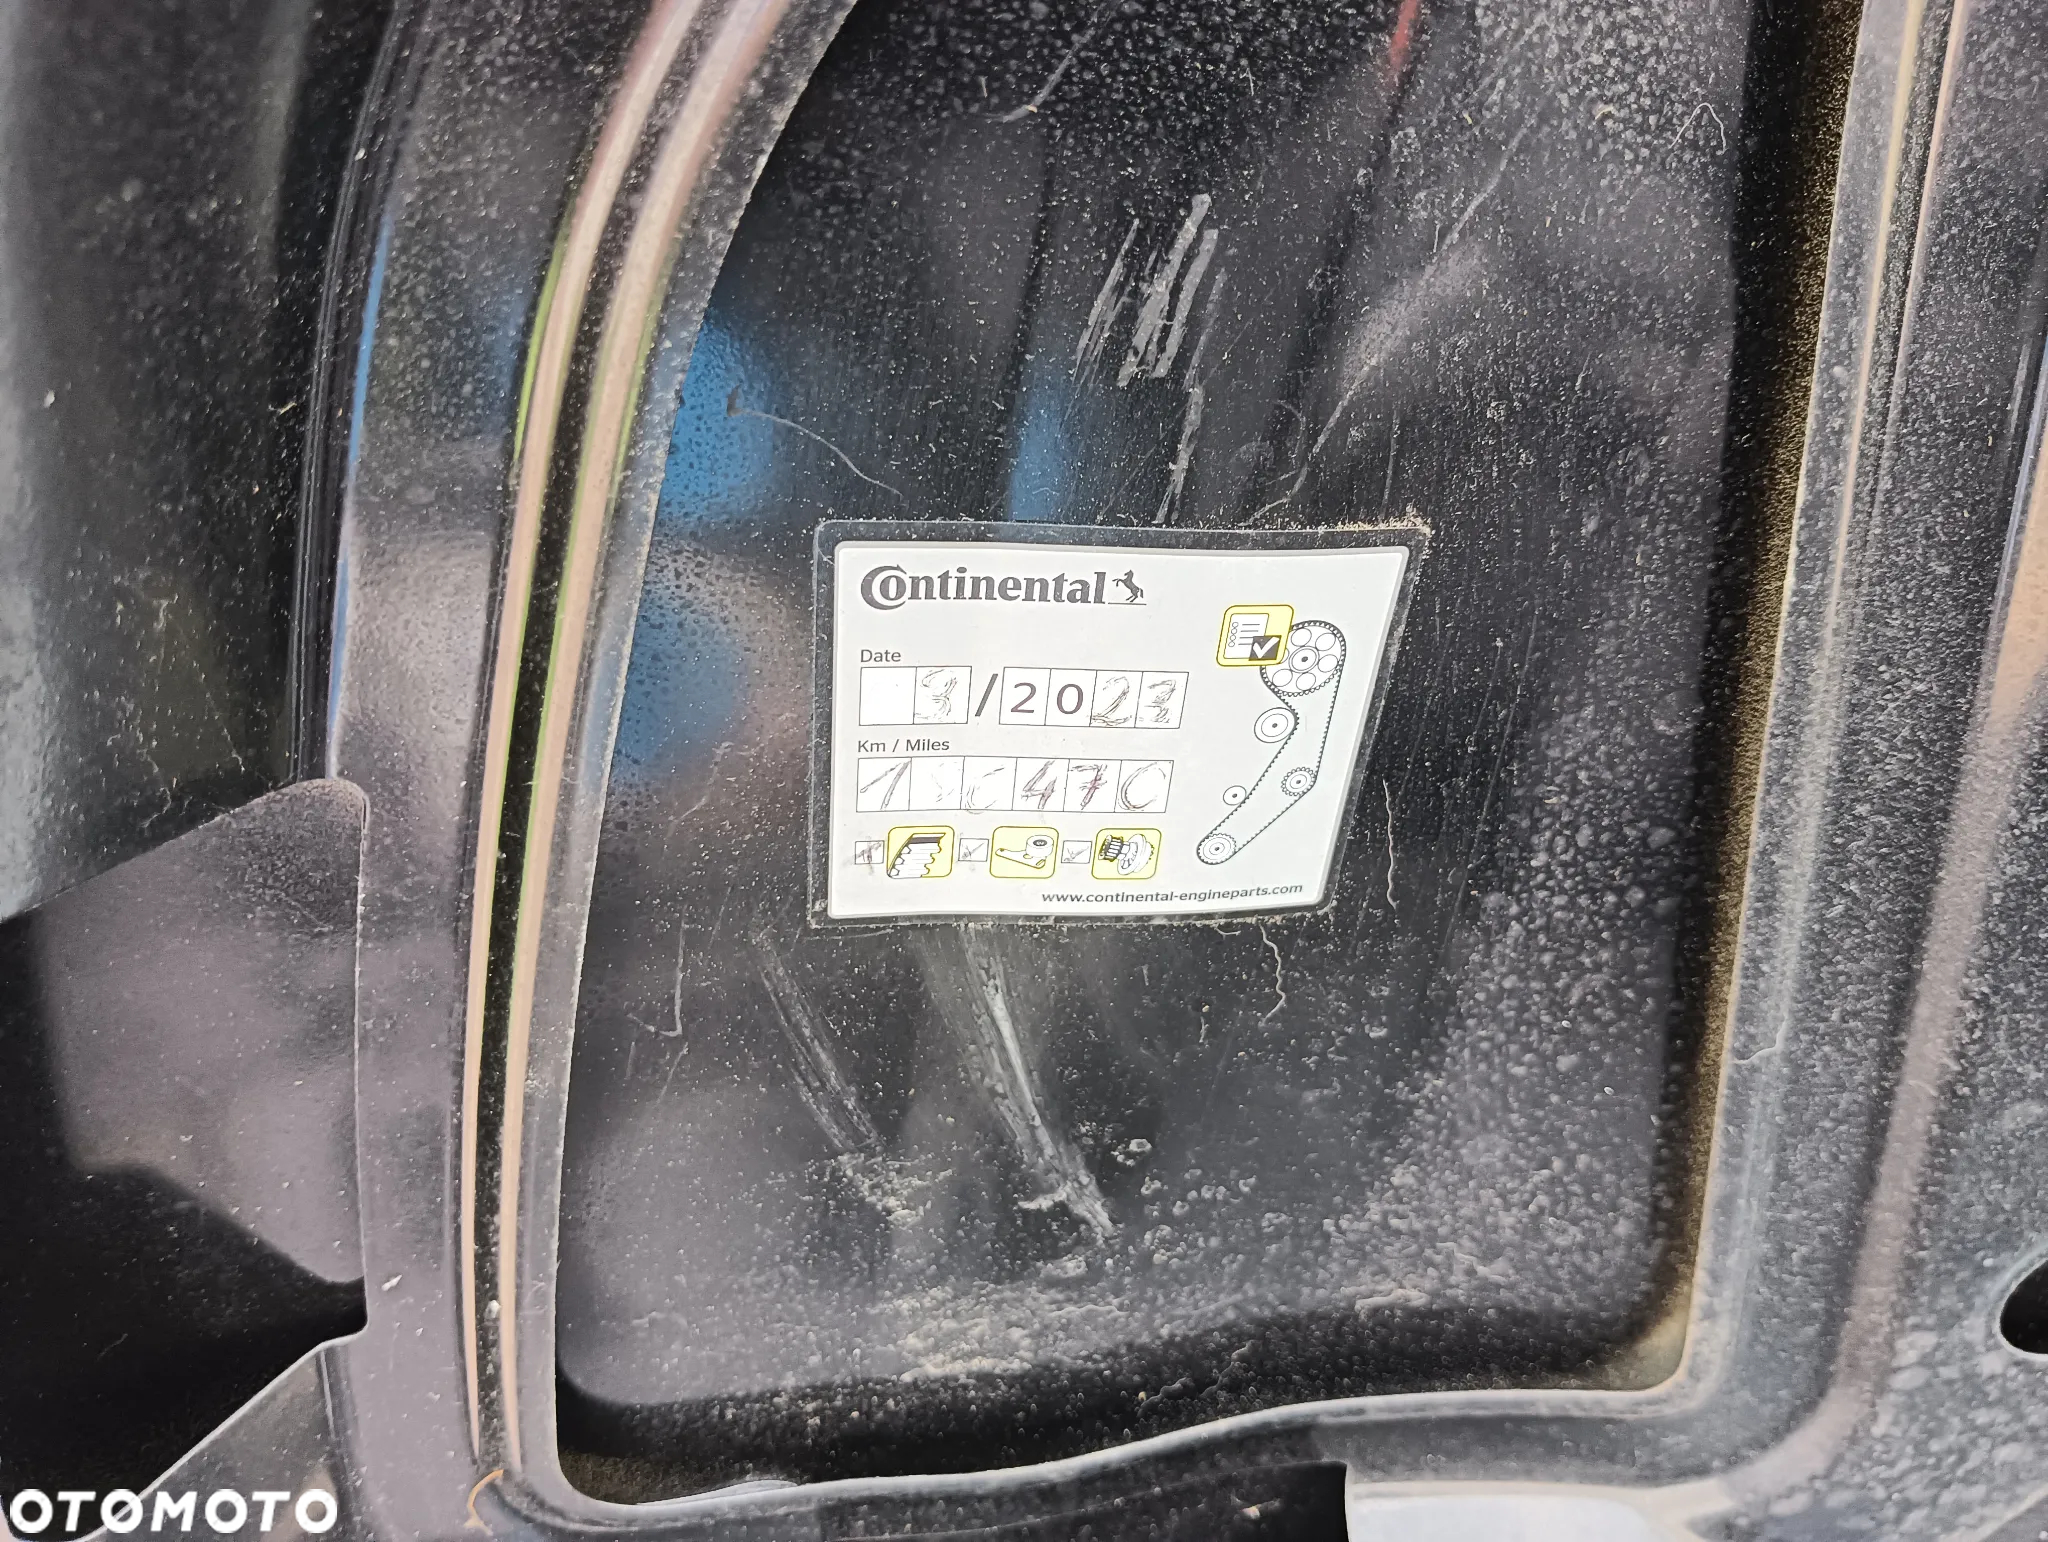 Continental
Date
3/2023
Km / Miles
www.continental-engineparts.com
OTOMOTO